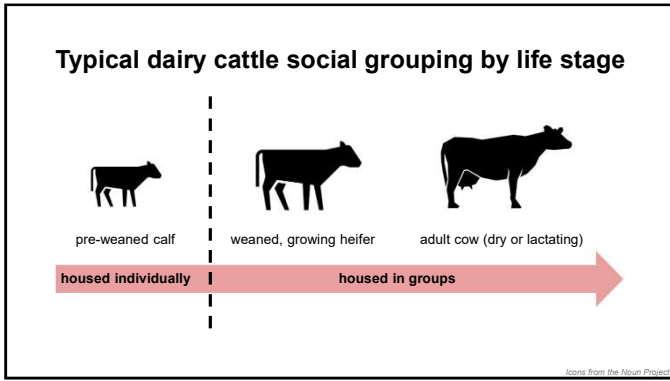 Typical dairy cattle social grouping by life stage
pre-weaned calf
weaned, growing heifer
adult cow (dry or lactating)
housed individually
housed in groups
Icons from the Noun Project